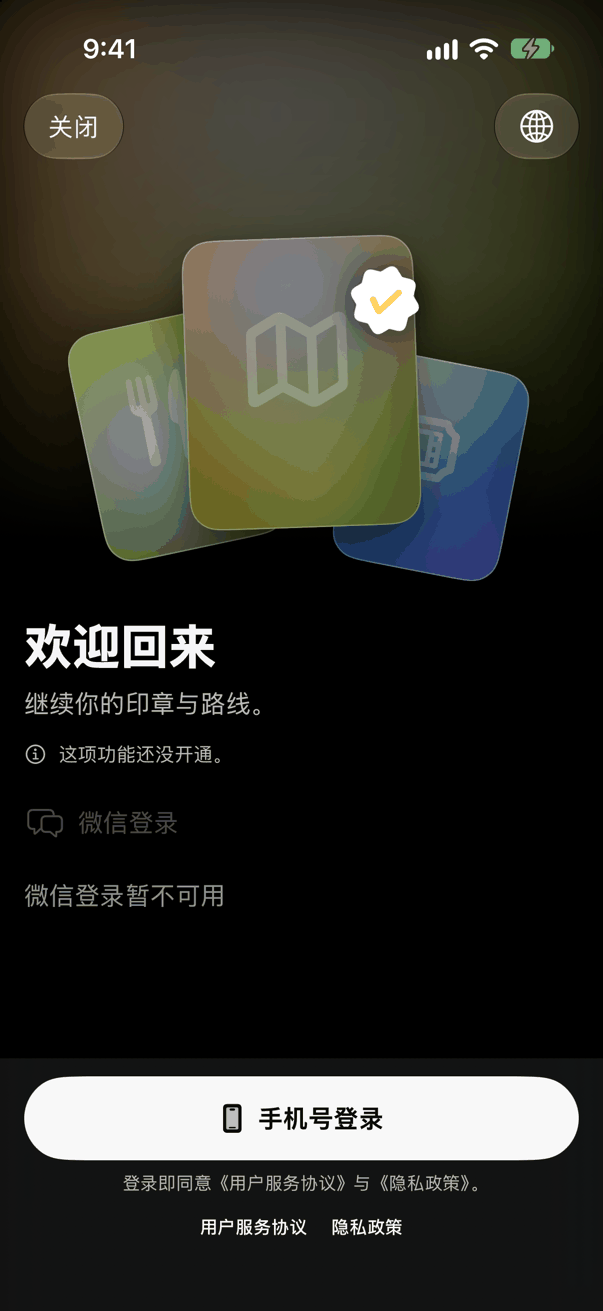 9:41
关闭
欢迎回来
继续你的印章与路线。
这项功能还没开通。
微信登录
微信登录暂不可用
手机号登录
登录即同意《用户服务协议》与《隐私政策》。
用户服务协议 隐私政策